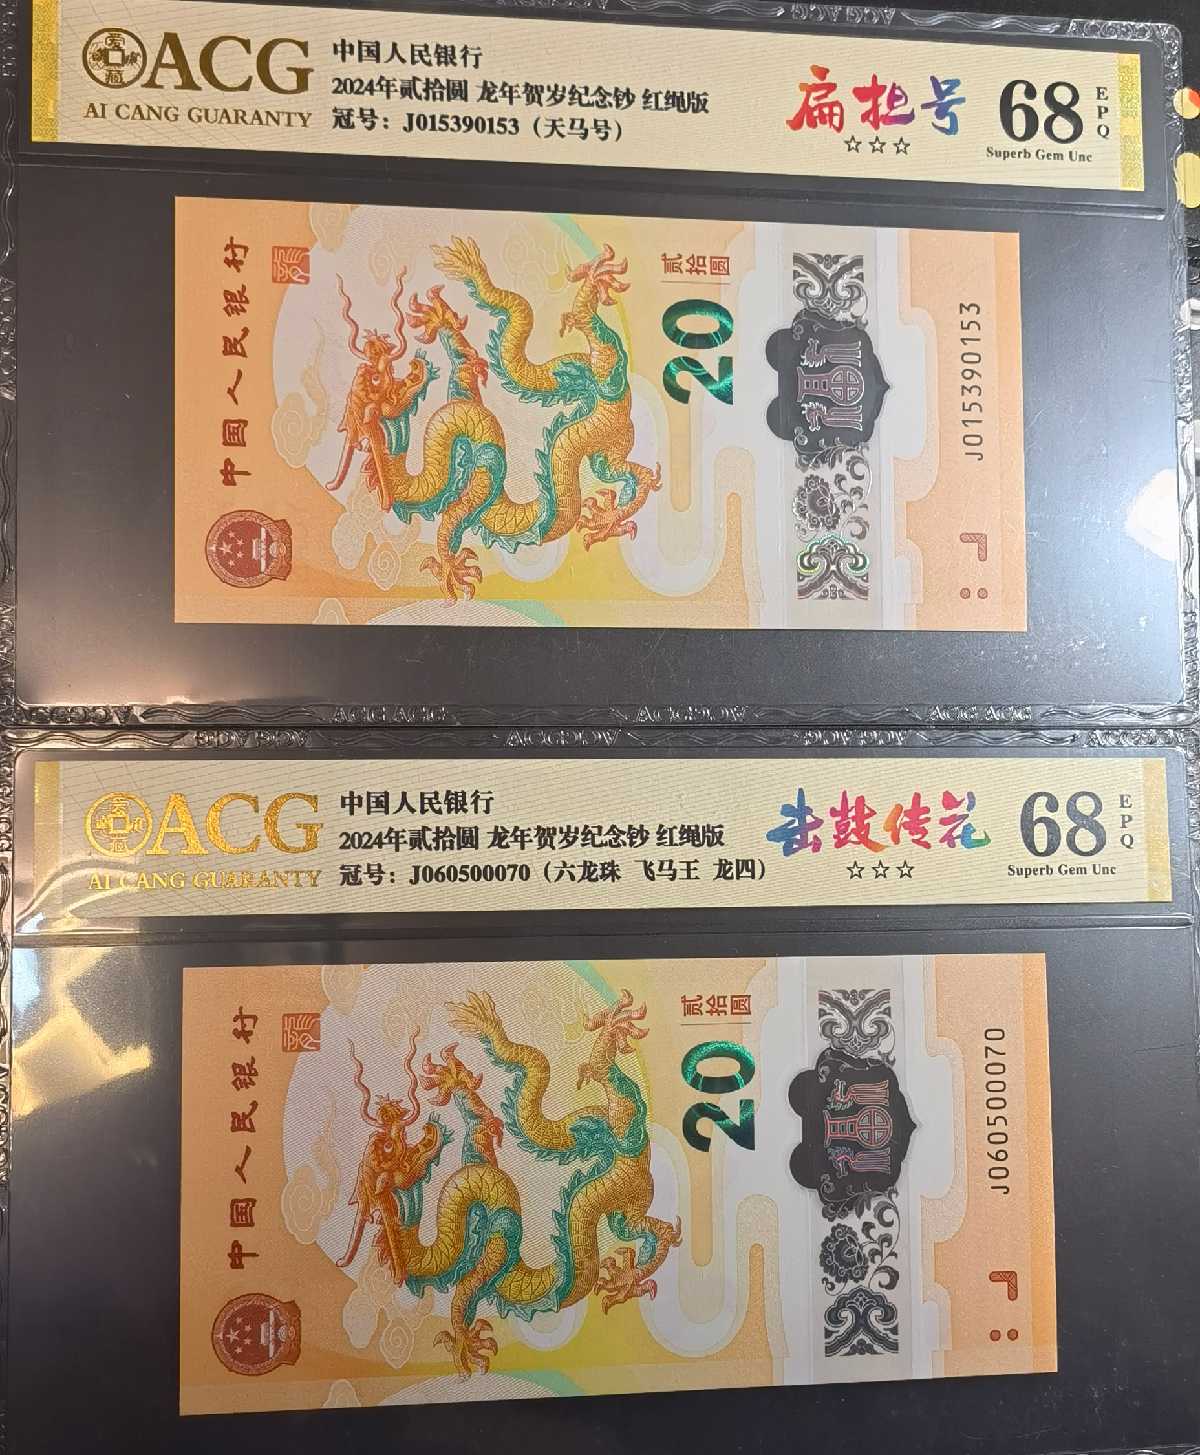 ACG
AI CANG GUARANTY
中国人民银行
2024年贰拾圆 龙年贺岁纪念钞 红绳版
冠号：J015390153（天马号）
扁担号
☆☆☆
68
EPQ
Superb Gem Unc
中国人民银行
贰拾圆
20
J015390153
ACG ACG
ACG ACG
ACG
AI CANG GUARANTY
中国人民银行
2024年贰拾圆 龙年贺岁纪念钞 红绳版
冠号：J060500070（六龙珠 飞马王 龙四）
击鼓传花
☆☆☆
68
EPQ
Superb Gem Unc
中国人民银行
贰拾圆
20
J060500070